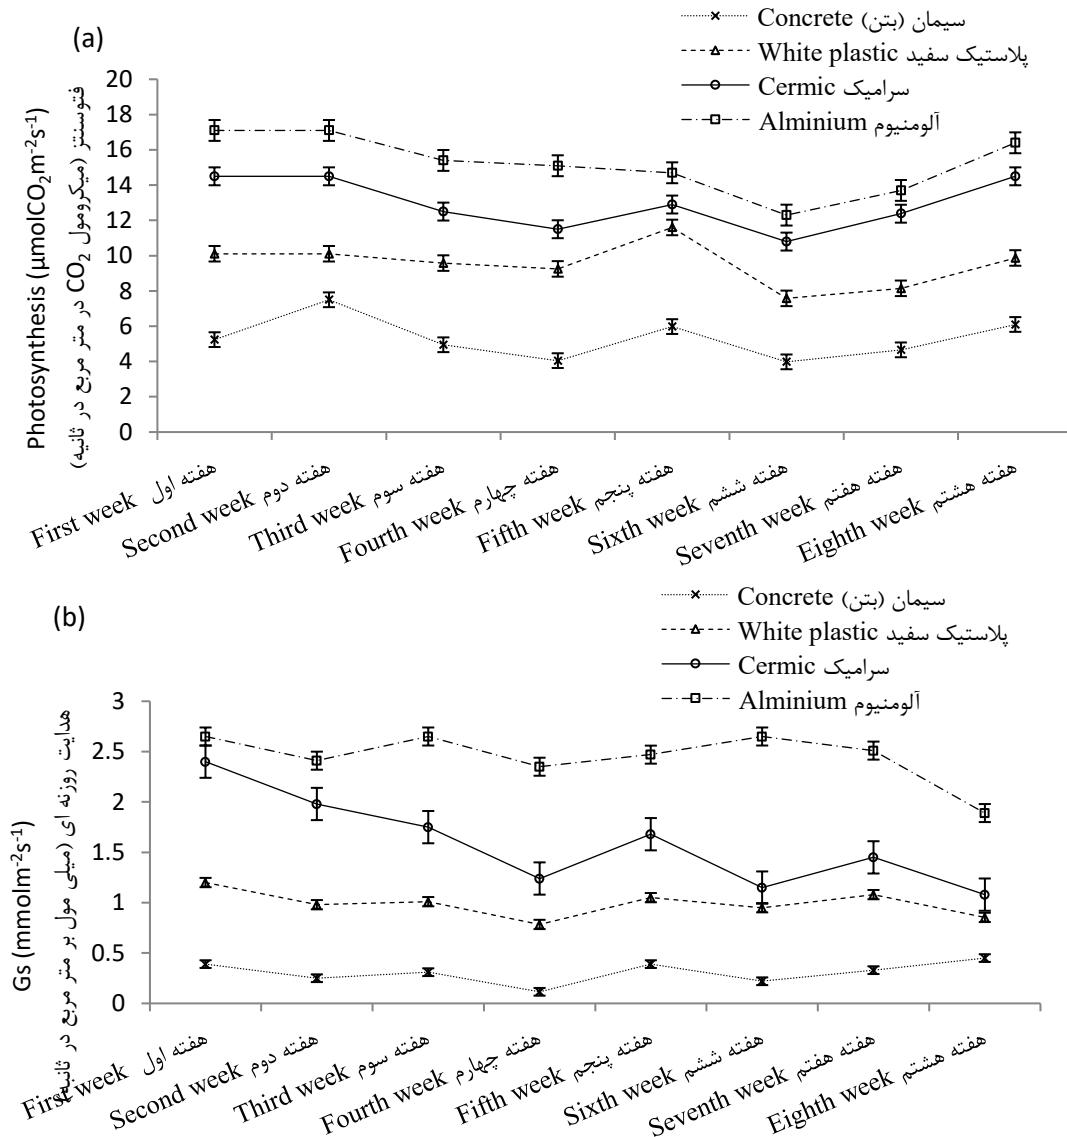 (a)
Concrete سیمان (بتن)
White plastic پلاستیک سفید
Cermic سرامیک
Alminium آلومنیوم
Photosynthesis (µmolCO2m-2s-1)
فتوسنتز (میکرومول CO2 در متر مربع در ثانیه)
20
18
16
14
12
10
8
6
4
2
0
First week هفته اول
Second week هفته دوم
Third week هفته سوم
Fourth week هفته چهارم
Fifth week هفته پنجم
Sixth week هفته ششم
Seventh week هفته هفتم
Eighth week هفته هشتم
(b)
Concrete سیمان (بتن)
White plastic پلاستیک سفید
Cermic سرامیک
Alminium آلومنیوم
Gs (mmolm-2s-1)
هدایت روزنه ای (میلی مول بر متر مربع در ثانیه)
3
2.5
2
1.5
1
0.5
0
First week هفته اول
Second week هفته دوم
Third week هفته سوم
Fourth week هفته چهارم
Fifth week هفته پنجم
Sixth week هفته ششم
Seventh week هفته هفتم
Eighth week هفته هشتم